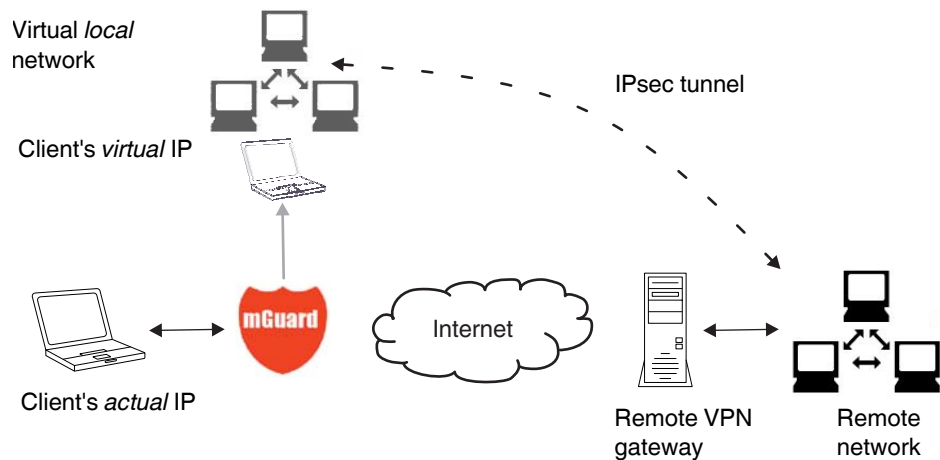 Virtual local
network
IPsec tunnel
Client's virtual IP
mGuard
Internet
Client's actual IP
Remote VPN
gateway
Remote
network